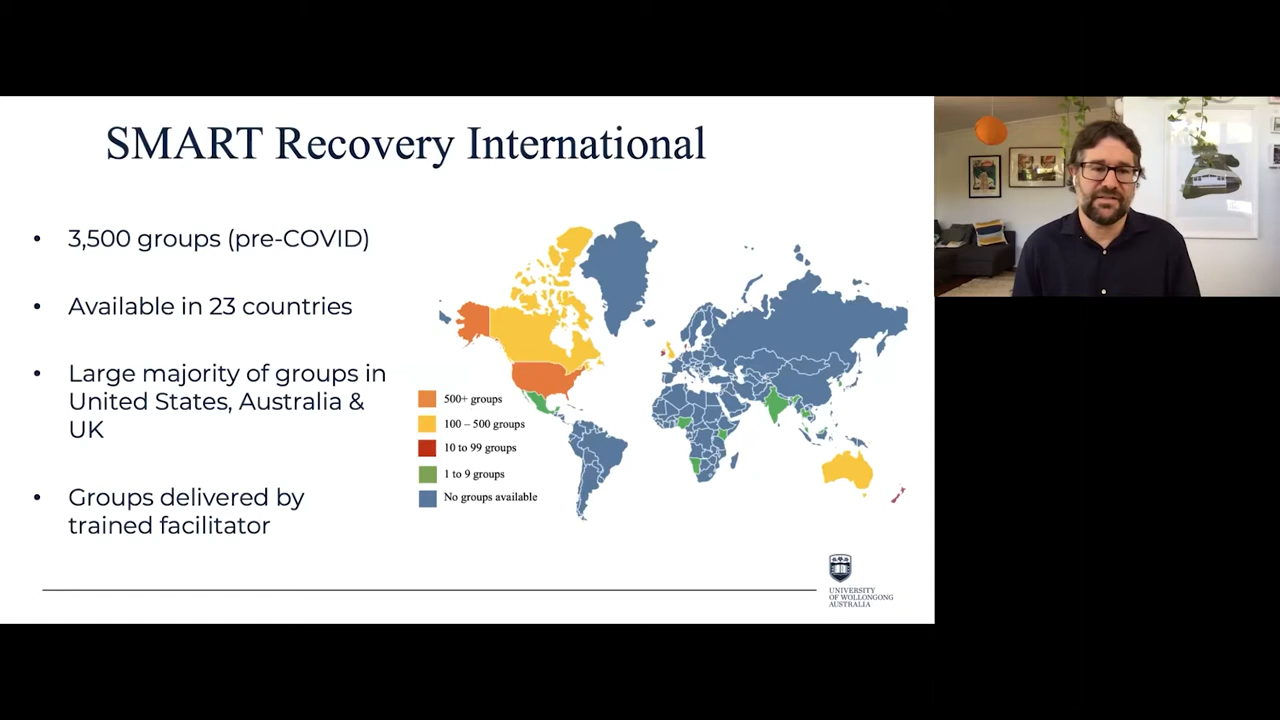 SMART Recovery International
• 3,500 groups (pre-COVID)
• Available in 23 countries
• Large majority of groups in
United States, Australia &
UK
• Groups delivered by
trained facilitator
500+ groups
100 – 500 groups
10 to 99 groups
1 to 9 groups
No groups available
UNIVERSITY
OF WOLLONGONG
AUSTRALIA